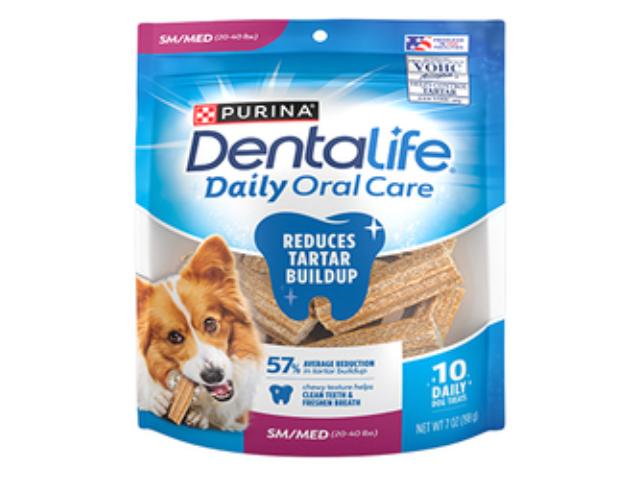 SM/MED (20-40 lbs.)
VOHC
TARTAR
PURINA
DentaLife
Daily Oral Care
REDUCES
TARTAR
BUILDUP
57% AVERAGE REDUCTION
in tartar buildup
chewy texture helps
CLEAN TEETH &
FRESHEN BREATH
10
DAILY
DOG TREATS
SM/MED (20-40 lbs.)
NET WT 7 OZ (198 g)